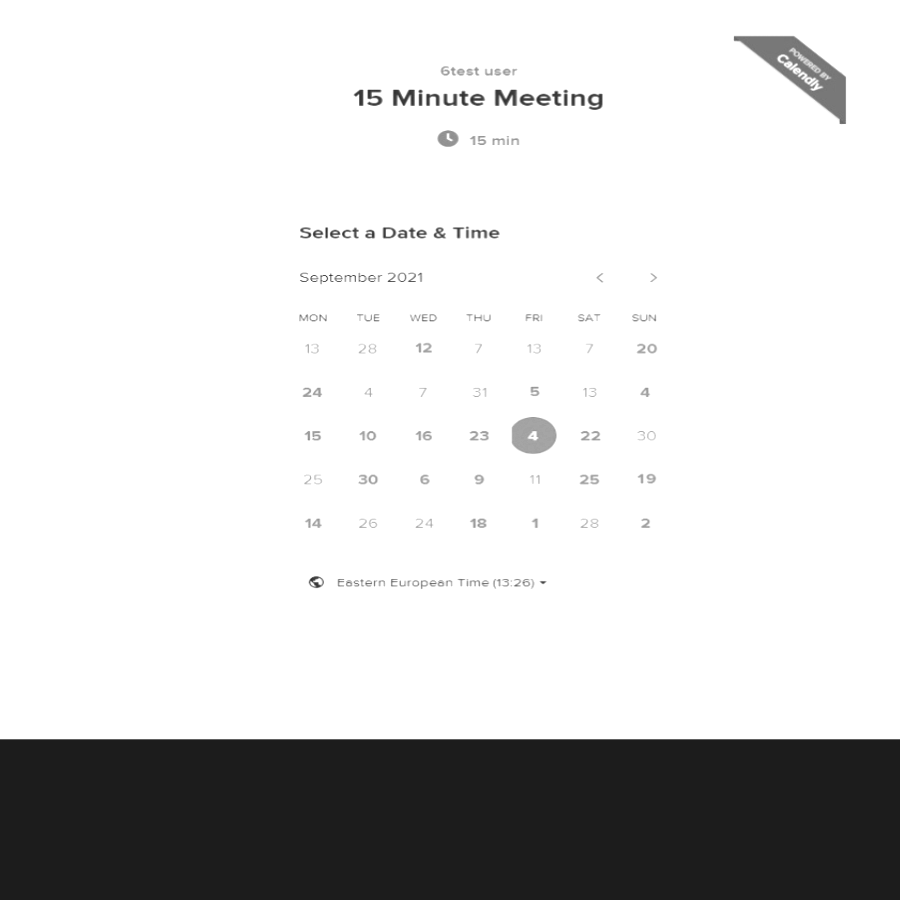 POWERED BY
Calendly
6test user
15 Minute Meeting
15 min
Select a Date & Time
September 2021
MON TUE WED THU FRI SAT SUN
13 28 12 7 13 7 20
24 4 7 31 5 13 4
15 10 16 23 4 22 30
25 30 6 9 11 25 19
14 26 24 18 1 28 2
Eastern European Time (13:26)